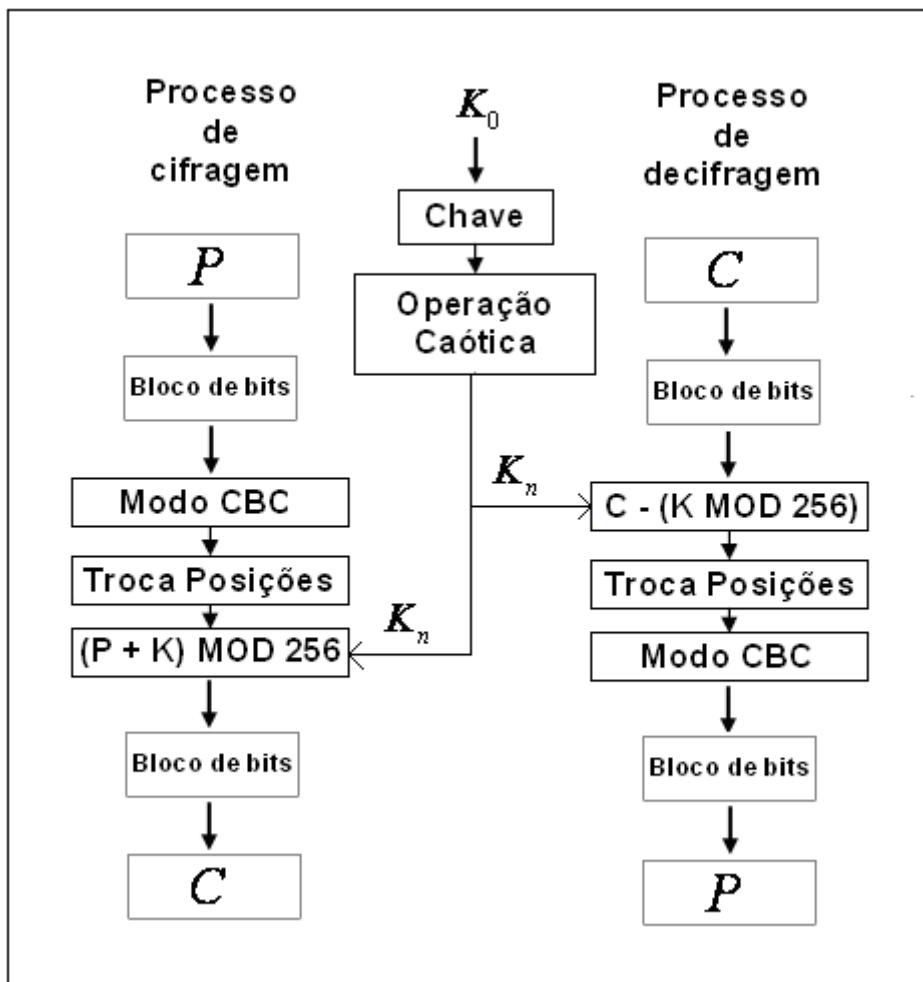 Processo
de
cifragem
P
Bloco de bits
Modo CBC
Troca Posições
(P + K) MOD 256
Bloco de bits
C
K₀
Chave
Operação
Caótica
Kₙ
Kₙ
Processo
de
decifragem
C
Bloco de bits
C - (K MOD 256)
Troca Posições
Modo CBC
Bloco de bits
P